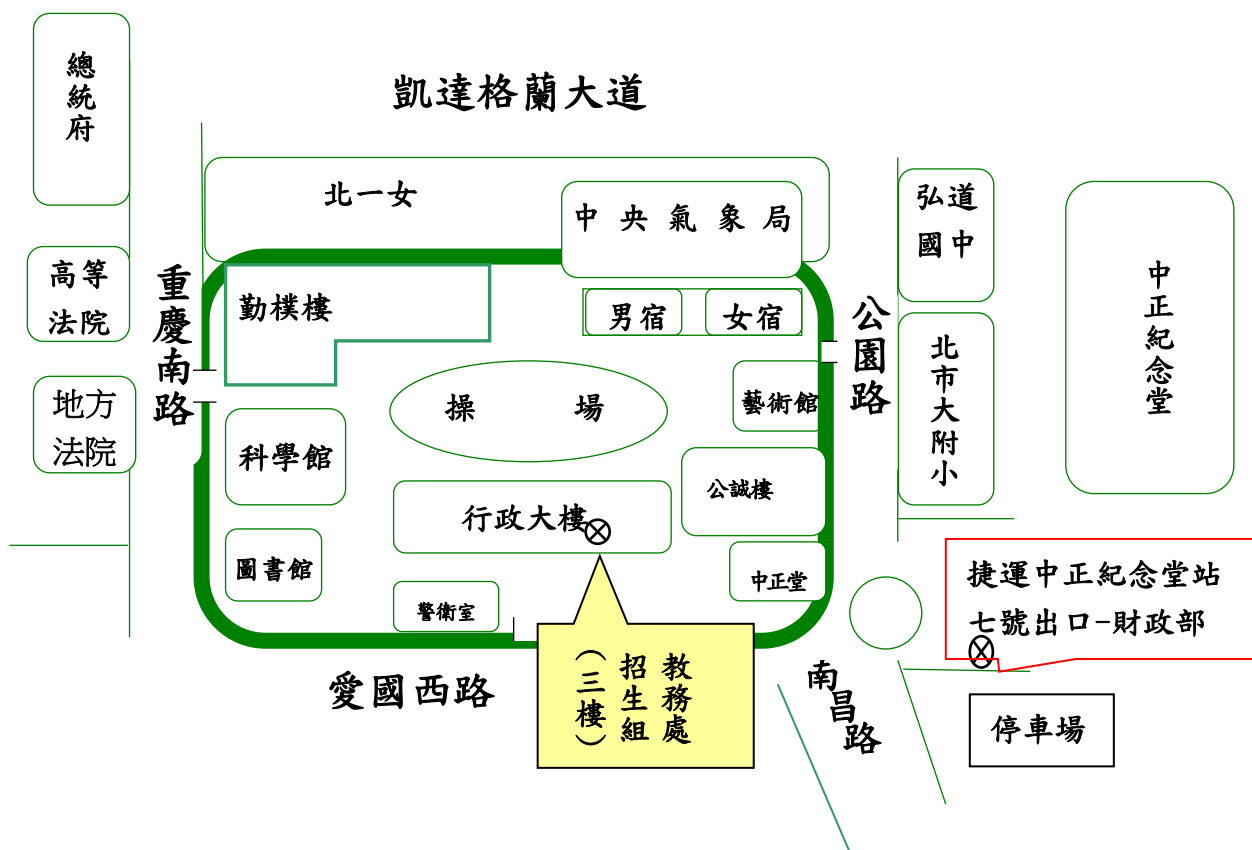 總統府
凱達格蘭大道
北一女
中央氣象局
弘道
國中
高等
法院
重慶南路
勤樸樓
男宿
女宿
公園路
中正紀念堂
北市大附小
地方
法院
操場
藝術館
科學館
公誠樓
行政大樓
圖書館
中正堂
警衛室
捷運中正紀念堂站
七號出口-財政部
愛國西路
教務處
招生組
(三樓)
南昌路
停車場